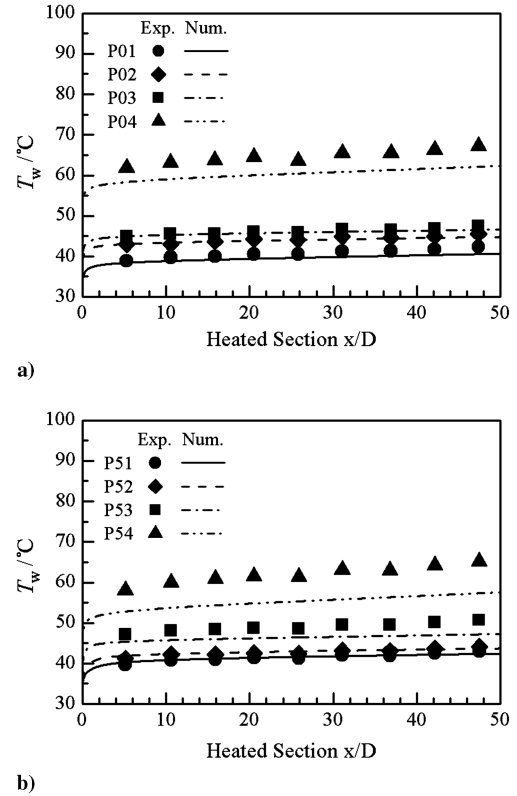 100
90
80
70
60
50
40
30
T_w /℃
Exp. Num.
P01
P02
P03
P04
0 10 20 30 40 50
Heated Section x/D
a)
100
90
80
70
60
50
40
30
T_w /℃
Exp. Num.
P51
P52
P53
P54
0 10 20 30 40 50
Heated Section x/D
b)